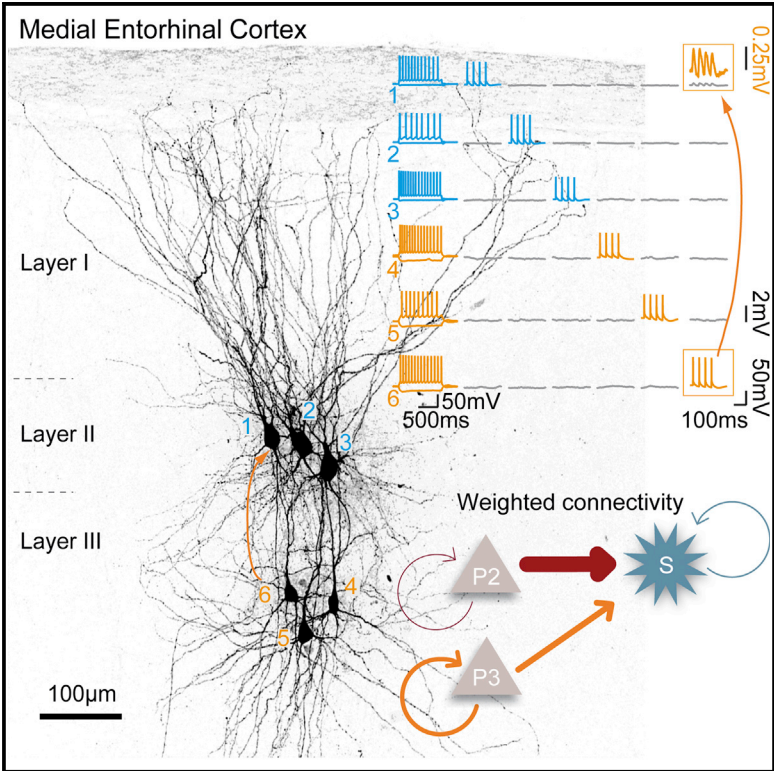 Medial Entorhinal Cortex
0.25mV
1
2
3
4
5
6
2mV
50mV
100ms
50mV
500ms
Layer I
Layer II
Layer III
1
2
3
6
4
5
100µm
Weighted connectivity
P2
S
P3